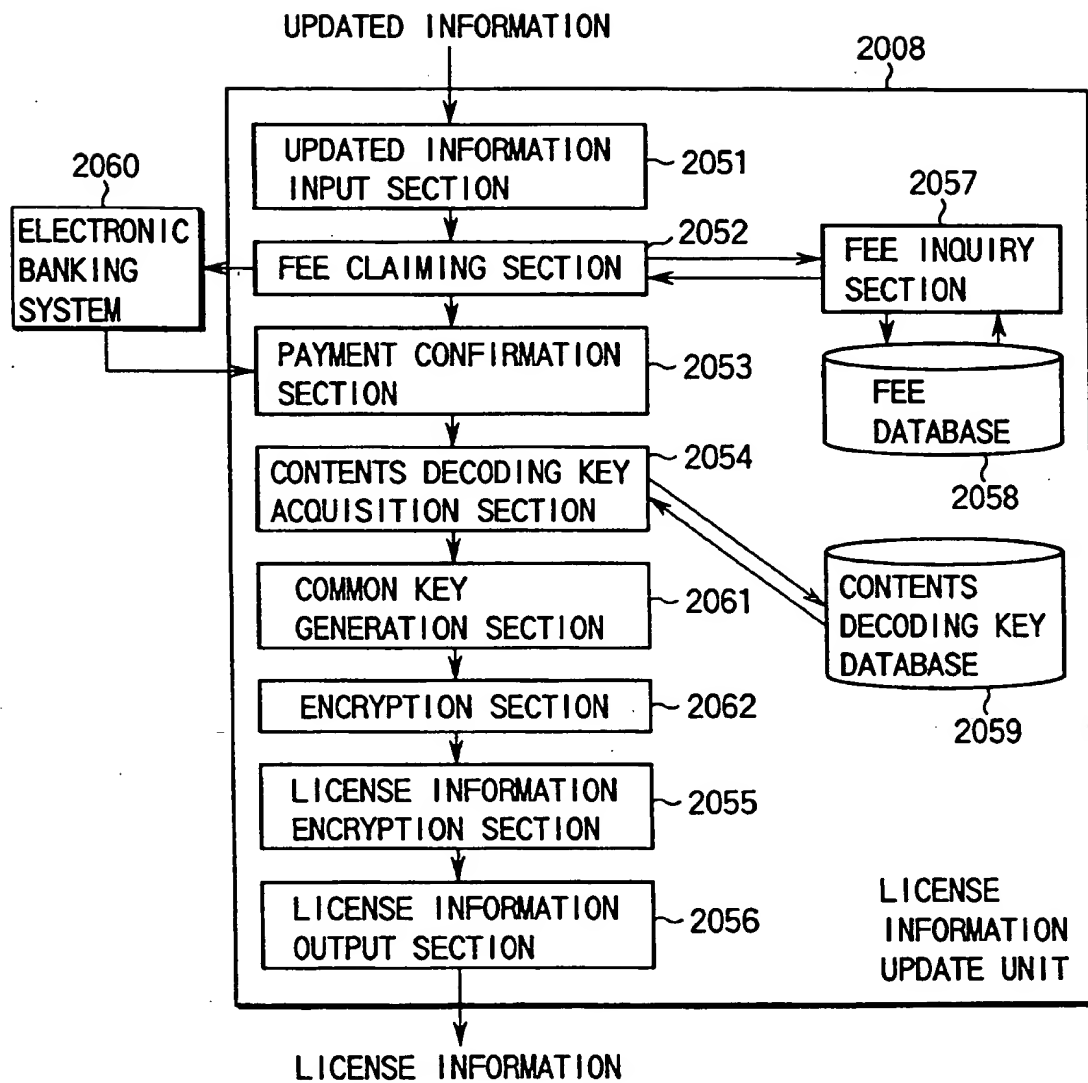 UPDATED INFORMATION
2008
UPDATED INFORMATION
INPUT SECTION
2051
2060
ELECTRONIC
BANKING
SYSTEM
2052
FEE CLAIMING SECTION
2057
FEE INQUIRY
SECTION
PAYMENT CONFIRMATION
SECTION
2053
FEE
DATABASE
2058
2054
CONTENTS DECODING KEY
ACQUISITION SECTION
COMMON KEY
GENERATION SECTION
2061
CONTENTS
DECODING KEY
DATABASE
2059
ENCRYPTION SECTION
2062
LICENSE INFORMATION
ENCRYPTION SECTION
2055
LICENSE INFORMATION
OUTPUT SECTION
2056
LICENSE
INFORMATION
UPDATE UNIT
LICENSE INFORMATION